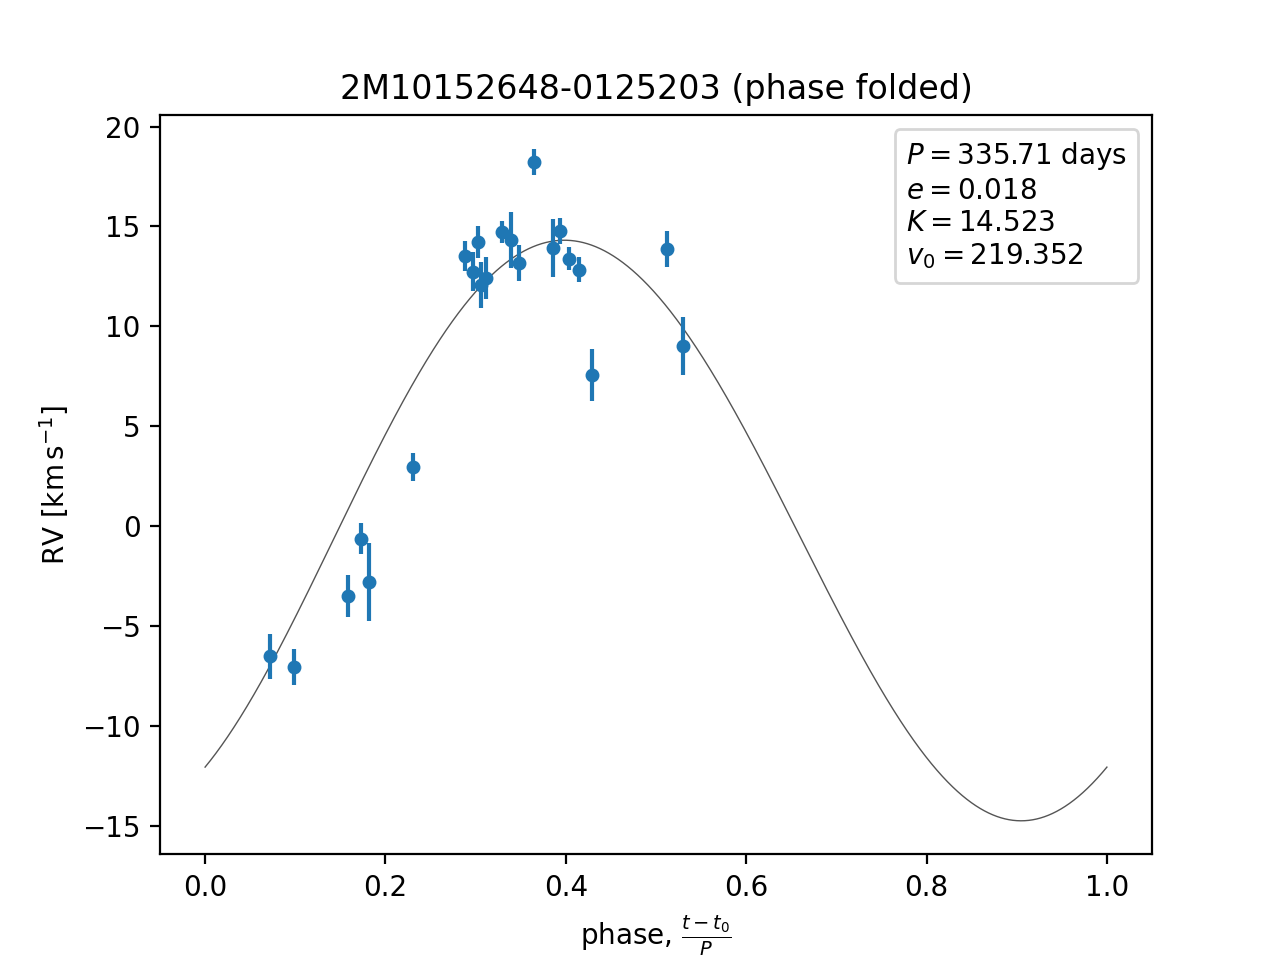 2M10152648-0125203 (phase folded)
P = 335.71 days
e = 0.018
K = 14.523
v₀ = 219.352
RV [km s⁻¹]
20
15
10
5
0
−5
−10
−15
0.0 0.2 0.4 0.6 0.8 1.0
phase, (t − t₀)/P